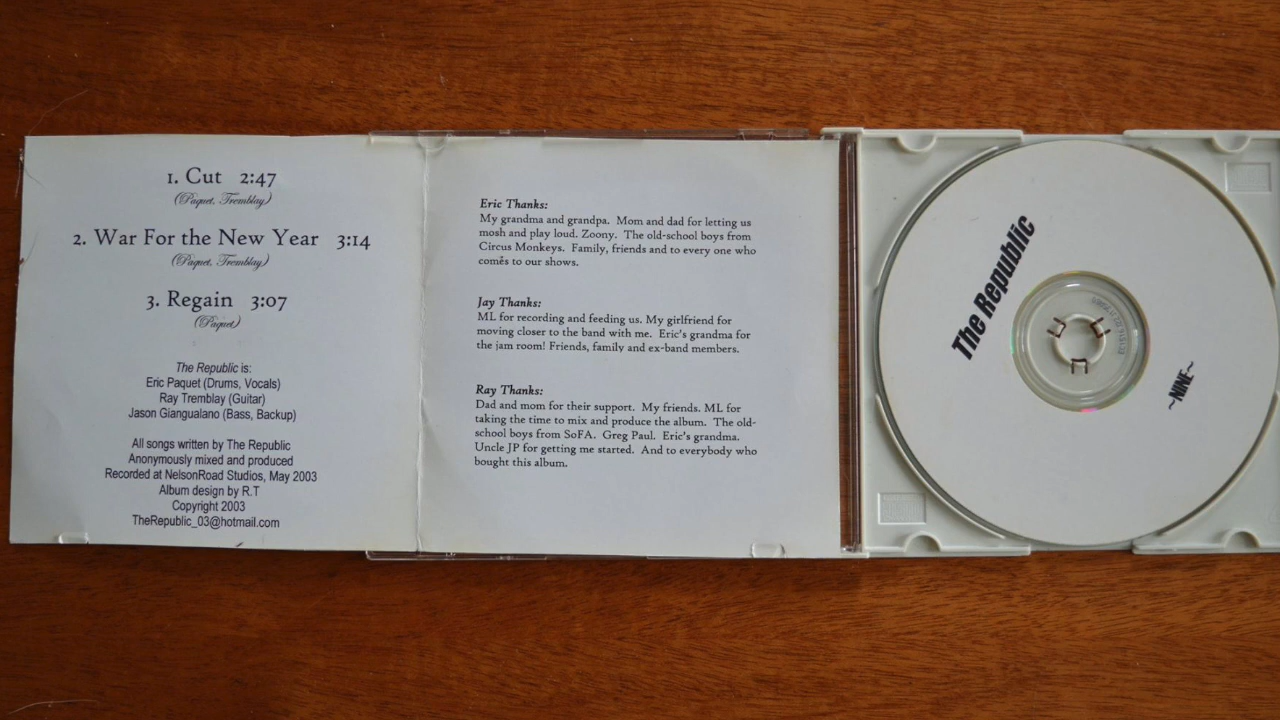 1. Cut 2:47
(Paquet, Tremblay)
2. War For the New Year 3:14
(Paquet, Tremblay)
3. Regain 3:07
(Paquet)
The Republic is:
Eric Paquet (Drums, Vocals)
Ray Tremblay (Guitar)
Jason Giangualano (Bass, Backup)
All songs written by The Republic
Anonymously mixed and produced
Recorded at NelsonRoad Studios, May 2003
Album design by R.T
Copyright 2003
TheRepublic_03@hotmail.com
Eric Thanks:
My grandma and grandpa. Mom and dad for letting us
mosh and play loud. Zoony. The old-school boys from
Circus Monkeys. Family, friends and to every one who
comes to our shows.
Jay Thanks:
ML for recording and feeding us. My girlfriend for
moving closer to the band with me. Eric's grandma for
the jam room! Friends, family and ex-band members.
Ray Thanks:
Dad and mom for their support. My friends. ML for
taking the time to mix and produce the album. The old-
school boys from SoFA. Greg Paul. Eric's grandma.
Uncle JP for getting me started. And to everybody who
bought this album.
The Republic
~NINE~